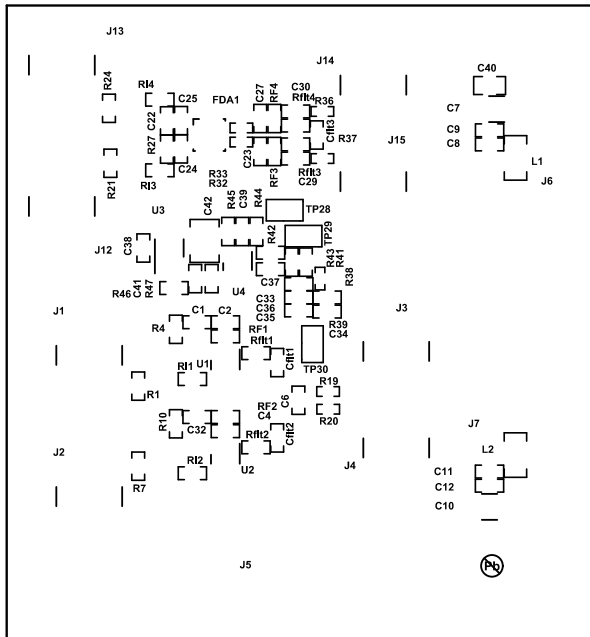 J13
J14
C40
R24
RI4
C25
FDA1
C27
RF4
C30
Rflt4
R36
C7
C22
Cflt3
C9
R27
R37
J15
C8
C23
L1
R21
RI3
C24
R33
R32
RF3
Rflt3
C29
J6
U3
C42
R45
C39
R44
TP28
J12
C38
R42
TP29
R43
R41
R46
C41
R47
U4
C37
R38
J1
C33
C36
C35
J3
R4
C1
C2
RF1
R39
C34
Rflt1
Cflt1
RI1
U1
TP30
R1
C6
R19
R10
C32
RF2
C4
R20
J7
Rflt2
Cflt2
J2
L2
RI2
U2
J4
C11
R7
C12
C10
J5
Pb